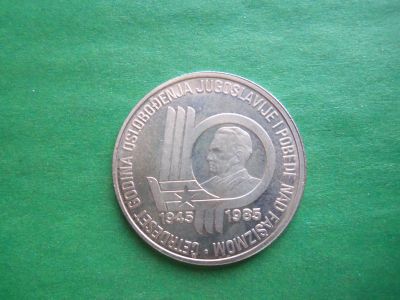 ČETRDESET GODINA OSLOBOĐENJA JUGOSLAVIJE I POBEDE NAD FAŠIZMOM •
1945 1985